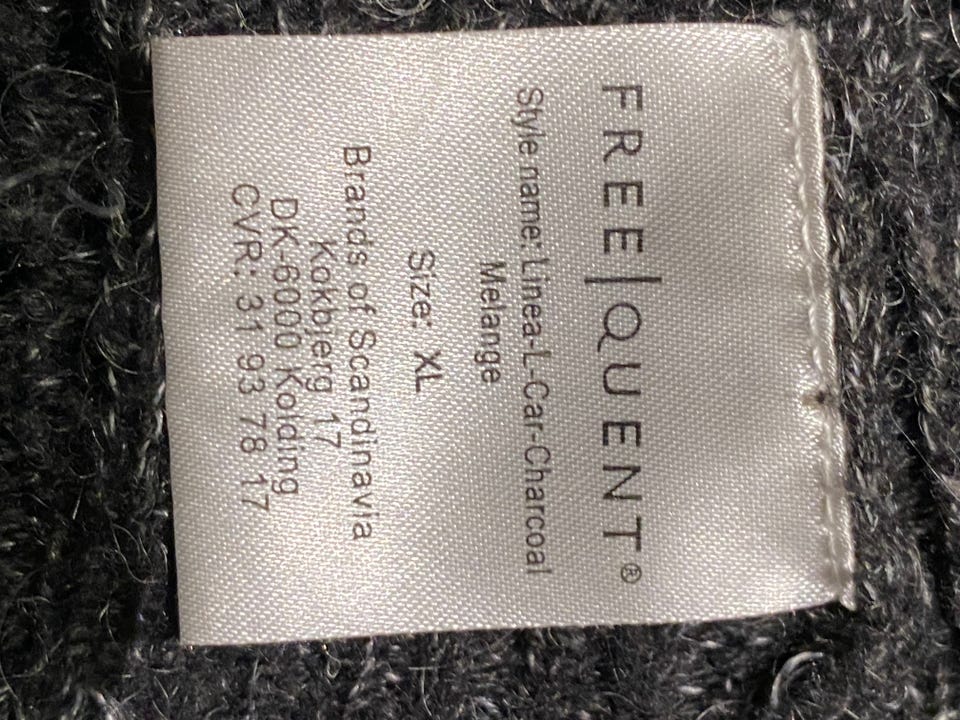 FREE|QUENT®
Style name: Linea-L-Car-Charcoal
Melange
Size: XL
Brands of Scandinavia
Kokbjerg 17
DK-6000 Kolding
CVR: 31 93 78 17